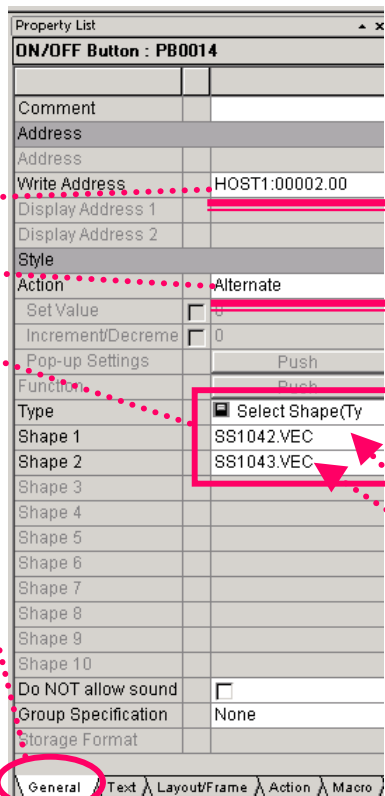 Property List
ON/OFF Button : PB0014
Comment
Address
Address
Write Address HOST1:00002.00
Display Address 1
Display Address 2
Style
Action Alternate
Set Value 0
Increment/Decreme 0
Pop-up Settings Push
Function Push
Type Select Shape(Ty
Shape 1 SS1042.VEC
Shape 2 SS1043.VEC
Shape 3
Shape 4
Shape 5
Shape 6
Shape 7
Shape 8
Shape 9
Shape 10
Do NOT allow sound
Group Specification None
Storage Format
General Text Layout/Frame Action Macro